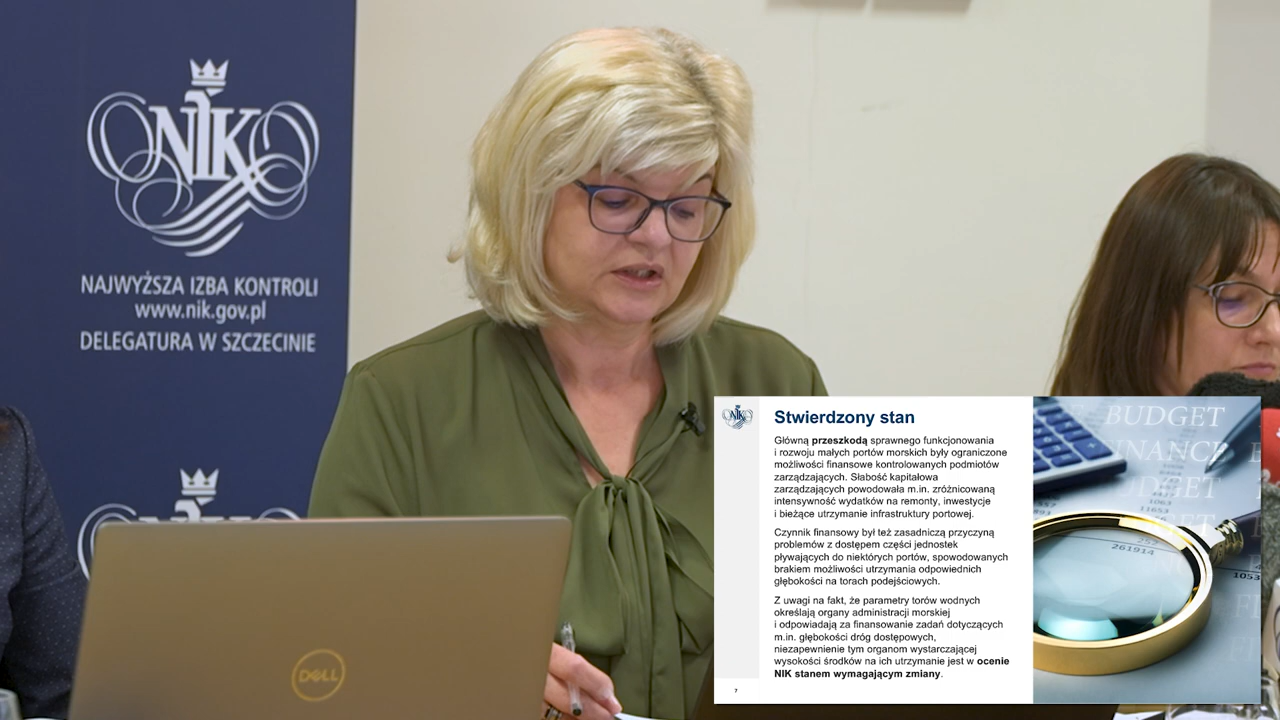 NIK
NAJWYŻSZA IZBA KONTROLI
www.nik.gov.pl
DELEGATURA W SZCZECINIE
DELL
NIK
Stwierdzony stan
Główną przeszkodą sprawnego funkcjonowania
i rozwoju małych portów morskich były ograniczone
możliwości finansowe kontrolowanych podmiotów
zarządzających. Słabość kapitałowa
zarządzających powodowała m.in. zróżnicowaną
intensywność wydatków na remonty, inwestycje
i bieżące utrzymanie infrastruktury portowej.
Czynnik finansowy był też zasadniczą przyczyną
problemów z dostępem części jednostek
pływających do niektórych portów, spowodowanych
brakiem możliwości utrzymania odpowiednich
głębokości na torach podejściowych.
Z uwagi na fakt, że parametry torów wodnych
określają organy administracji morskiej
i odpowiadają za finansowanie zadań dotyczących
m.in. głębokości dróg dostępowych,
niezapewnienie tym organom wystarczającej
wysokości środków na ich utrzymanie jest w ocenie
NIK stanem wymagającym zmiany.
7
BUDGET
FINANCE
BUDGET
261914
1053